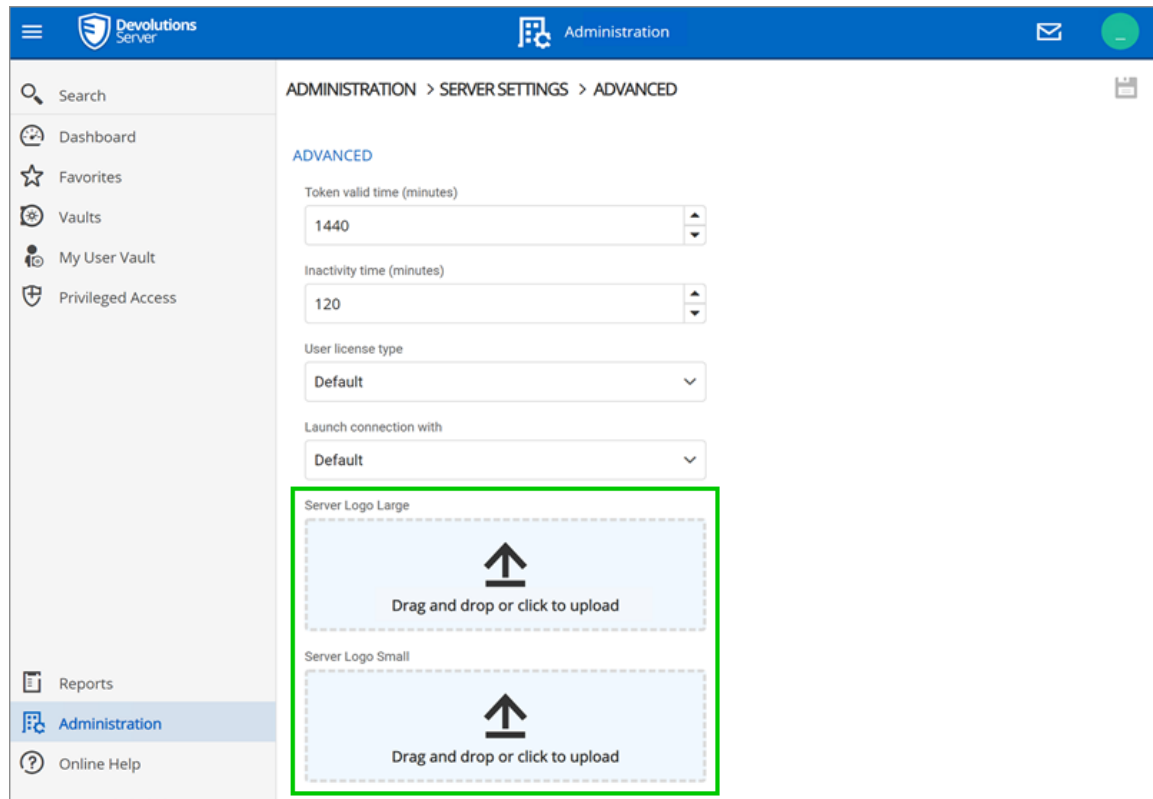 Devolutions
Server
Administration
Search
Dashboard
Favorites
Vaults
My User Vault
Privileged Access
Reports
Administration
Online Help
ADMINISTRATION > SERVER SETTINGS > ADVANCED
ADVANCED
Token valid time (minutes)
1440
Inactivity time (minutes)
120
User license type
Default
Launch connection with
Default
Server Logo Large
Drag and drop or click to upload
Server Logo Small
Drag and drop or click to upload